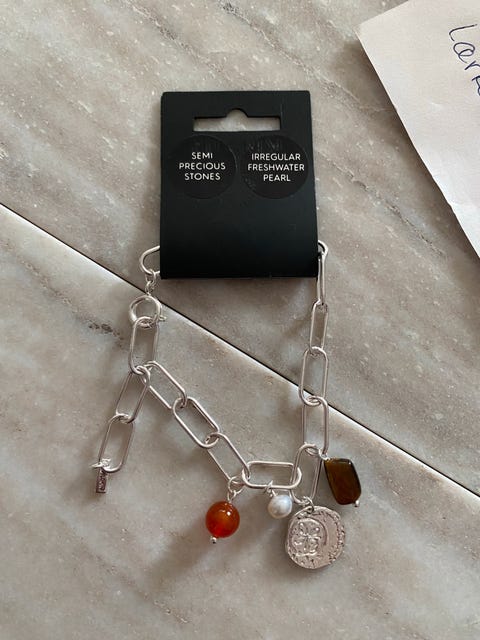 SEMI
PRECIOUS
STONES
IRREGULAR
FRESHWATER
PEARL